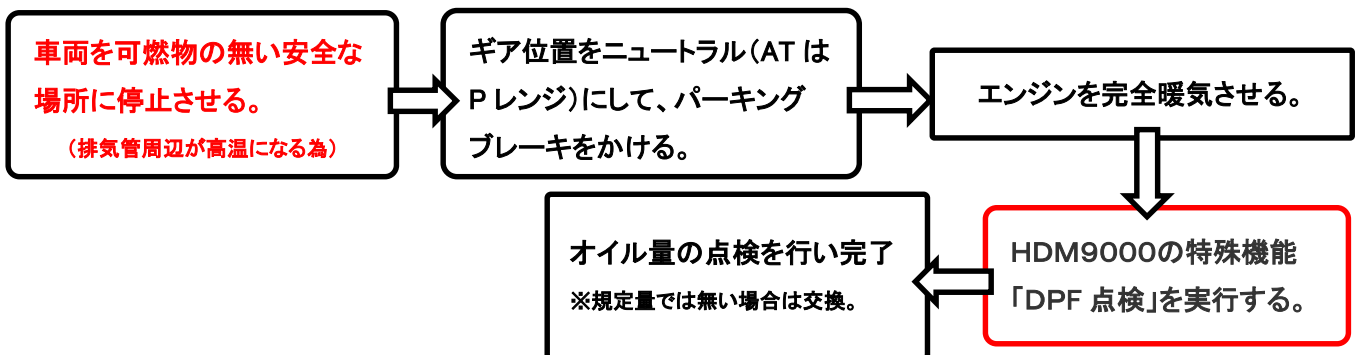 車両を可燃物の無い安全な
場所に停止させる。
（排気管周辺が高温になる為）
ギア位置をニュートラル（AT は
P レンジ）にして、パーキング
ブレーキをかける。
エンジンを完全暖気させる。
HDM9000の特殊機能
「DPF 点検」を実行する。
オイル量の点検を行い完了
※規定量では無い場合は交換。